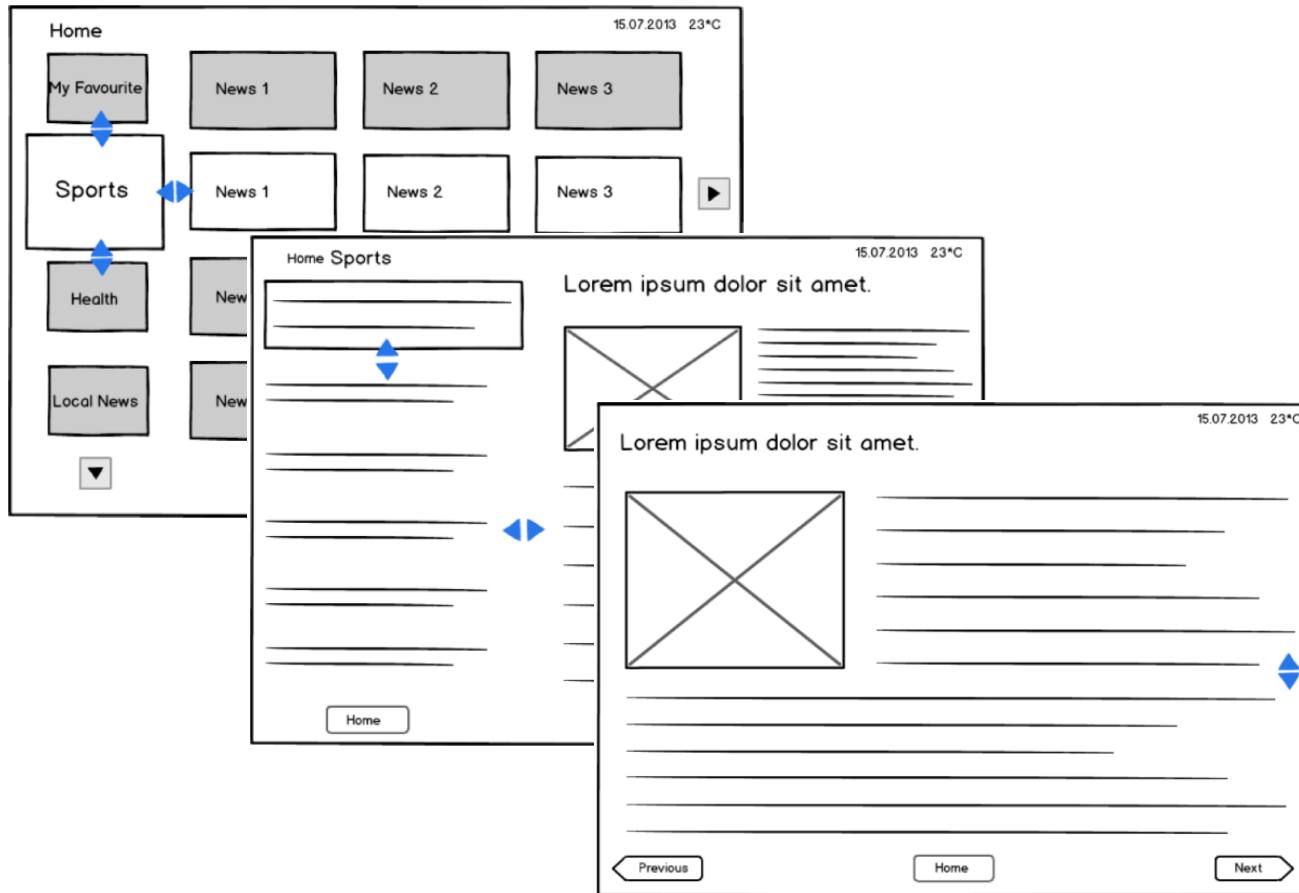 Home
15.07.2013 23*C
My Favourite
News 1
News 2
News 3
Sports
News 1
News 2
News 3
Health
New
Local News
New
Home Sports
15.07.2013 23*C
Lorem ipsum dolor sit amet.
Home
15.07.2013 23*C
Lorem ipsum dolor sit amet.
Previous
Home
Next